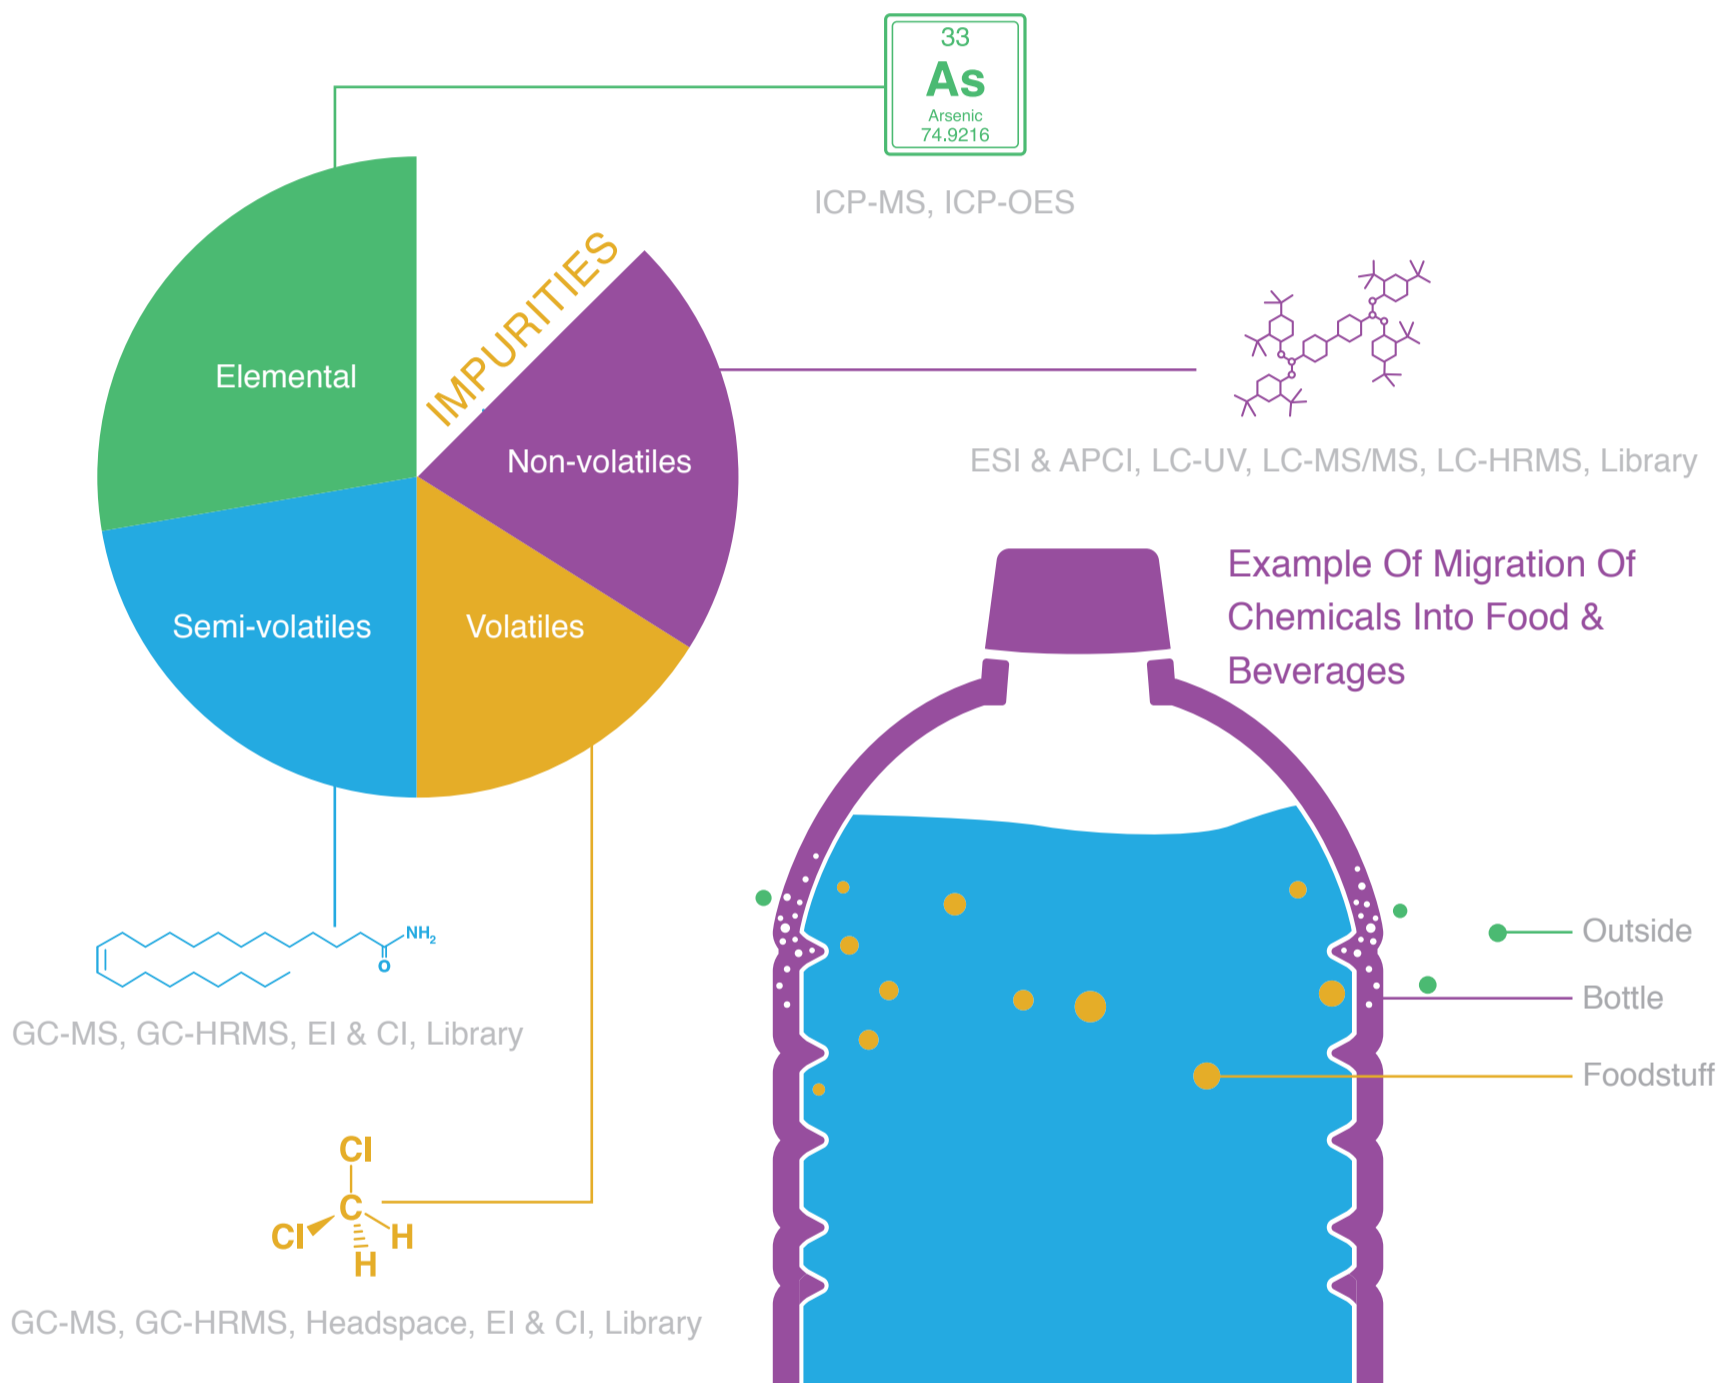 33
As
Arsenic
74.9216
ICP-MS, ICP-OES
IMPURITIES
Elemental
Non-volatiles
Semi-volatiles
Volatiles
ESI & APCI, LC-UV, LC-MS/MS, LC-HRMS, Library
Example Of Migration Of
Chemicals Into Food &
Beverages
NH2
O
GC-MS, GC-HRMS, EI & CI, Library
Outside
Bottle
Foodstuff
Cl
C
Cl
H
H
GC-MS, GC-HRMS, Headspace, EI & CI, Library